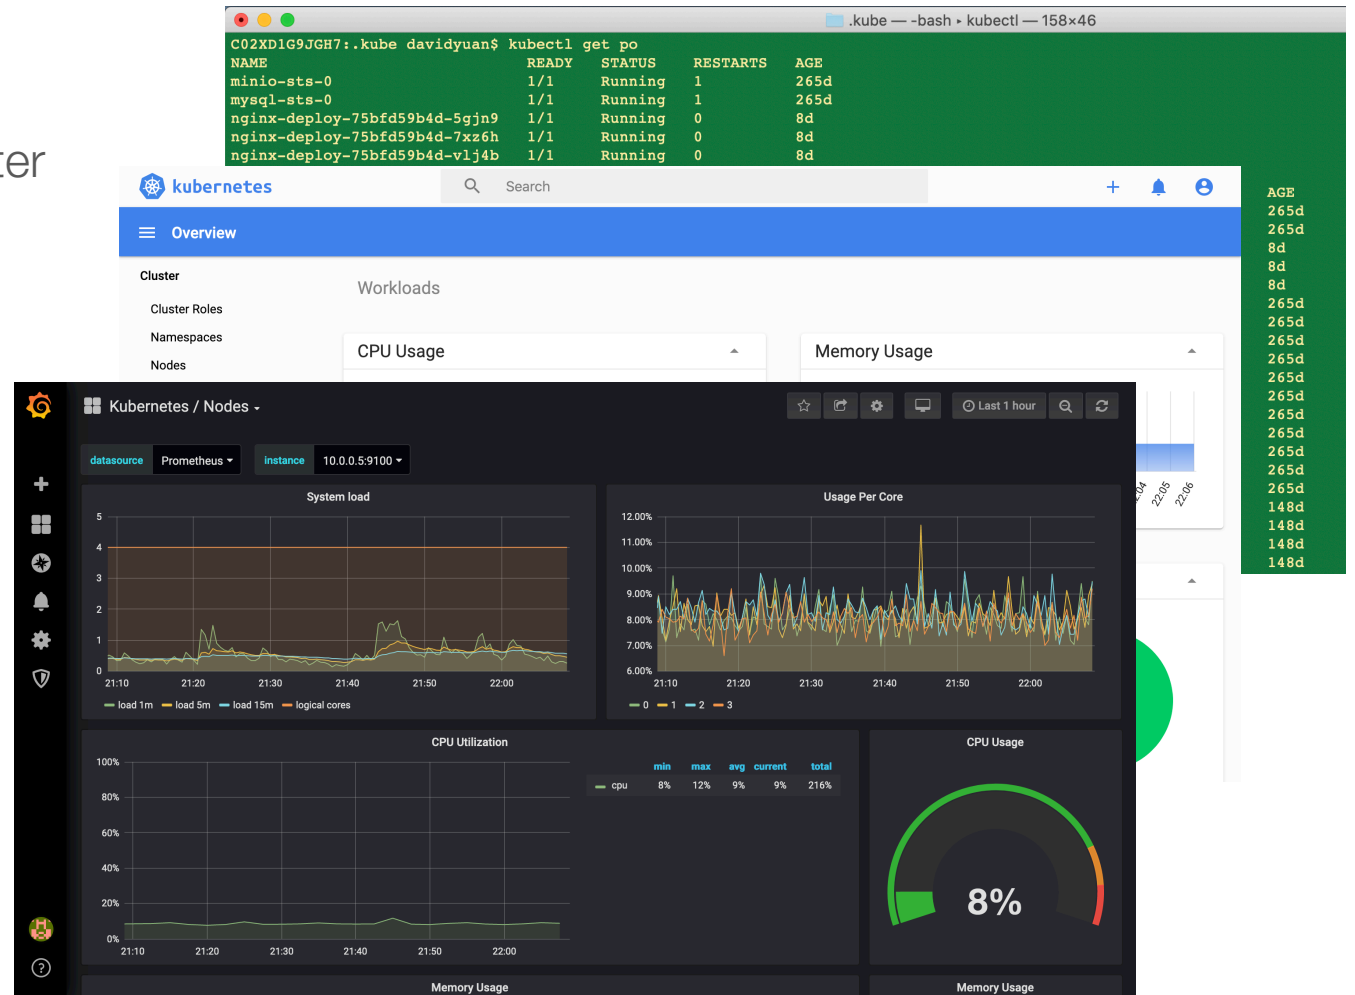 .kube — -bash ▸ kubectl — 158×46
C02XD1G9JGH7:.kube davidyuan$ kubectl get po
NAME READY STATUS RESTARTS AGE
minio-sts-0 1/1 Running 1 265d
mysql-sts-0 1/1 Running 1 265d
nginx-deploy-75bfd59b4d-5gjn9 1/1 Running 0 8d
nginx-deploy-75bfd59b4d-7xz6h 1/1 Running 0 8d
nginx-deploy-75bfd59b4d-vlj4b 1/1 Running 0 8d
ter
AGE
265d
265d
8d
8d
8d
265d
265d
265d
265d
265d
265d
265d
265d
265d
265d
265d
148d
148d
148d
148d
kubernetes
Search
Overview
Cluster
Cluster Roles
Namespaces
Nodes
Workloads
CPU Usage
Memory Usage
22:05
22:06
Kubernetes / Nodes
Last 1 hour
datasource Prometheus instance 10.0.0.5:9100
System load
5
4
3
2
1
0
21:10 21:20 21:30 21:40 21:50 22:00
load 1m load 5m load 15m logical cores
Usage Per Core
12.00%
11.00%
10.00%
9.00%
8.00%
7.00%
6.00%
21:10 21:20 21:30 21:40 21:50 22:00
0 1 2 3
CPU Utilization
100%
80%
60%
40%
20%
0%
21:10 21:20 21:30 21:40 21:50 22:00
min max avg current total
cpu 8% 12% 9% 9% 216%
CPU Usage
8%
Memory Usage
Memory Usage